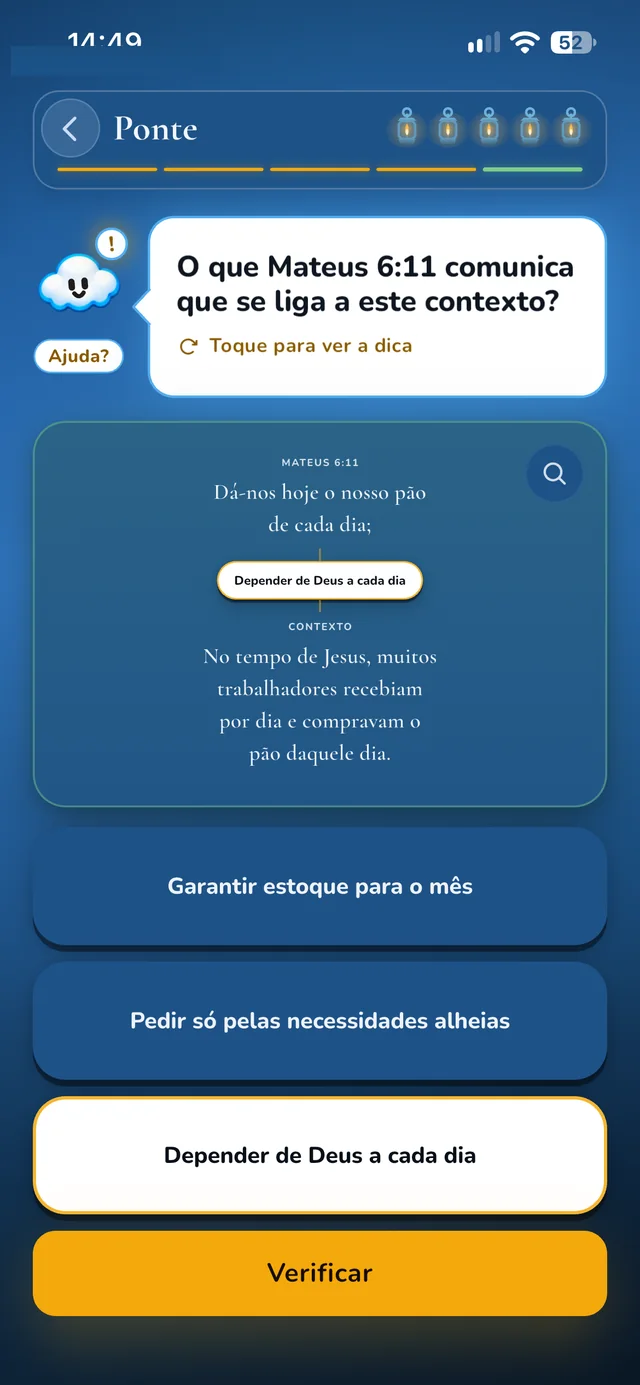 14:49
52
Ponte
!
O que Mateus 6:11 comunica
que se liga a este contexto?
Toque para ver a dica
Ajuda?
MATEUS 6:11
Dá-nos hoje o nosso pão
de cada dia;
Depender de Deus a cada dia
CONTEXTO
No tempo de Jesus, muitos
trabalhadores recebiam
por dia e compravam o
pão daquele dia.
Garantir estoque para o mês
Pedir só pelas necessidades alheias
Depender de Deus a cada dia
Verificar